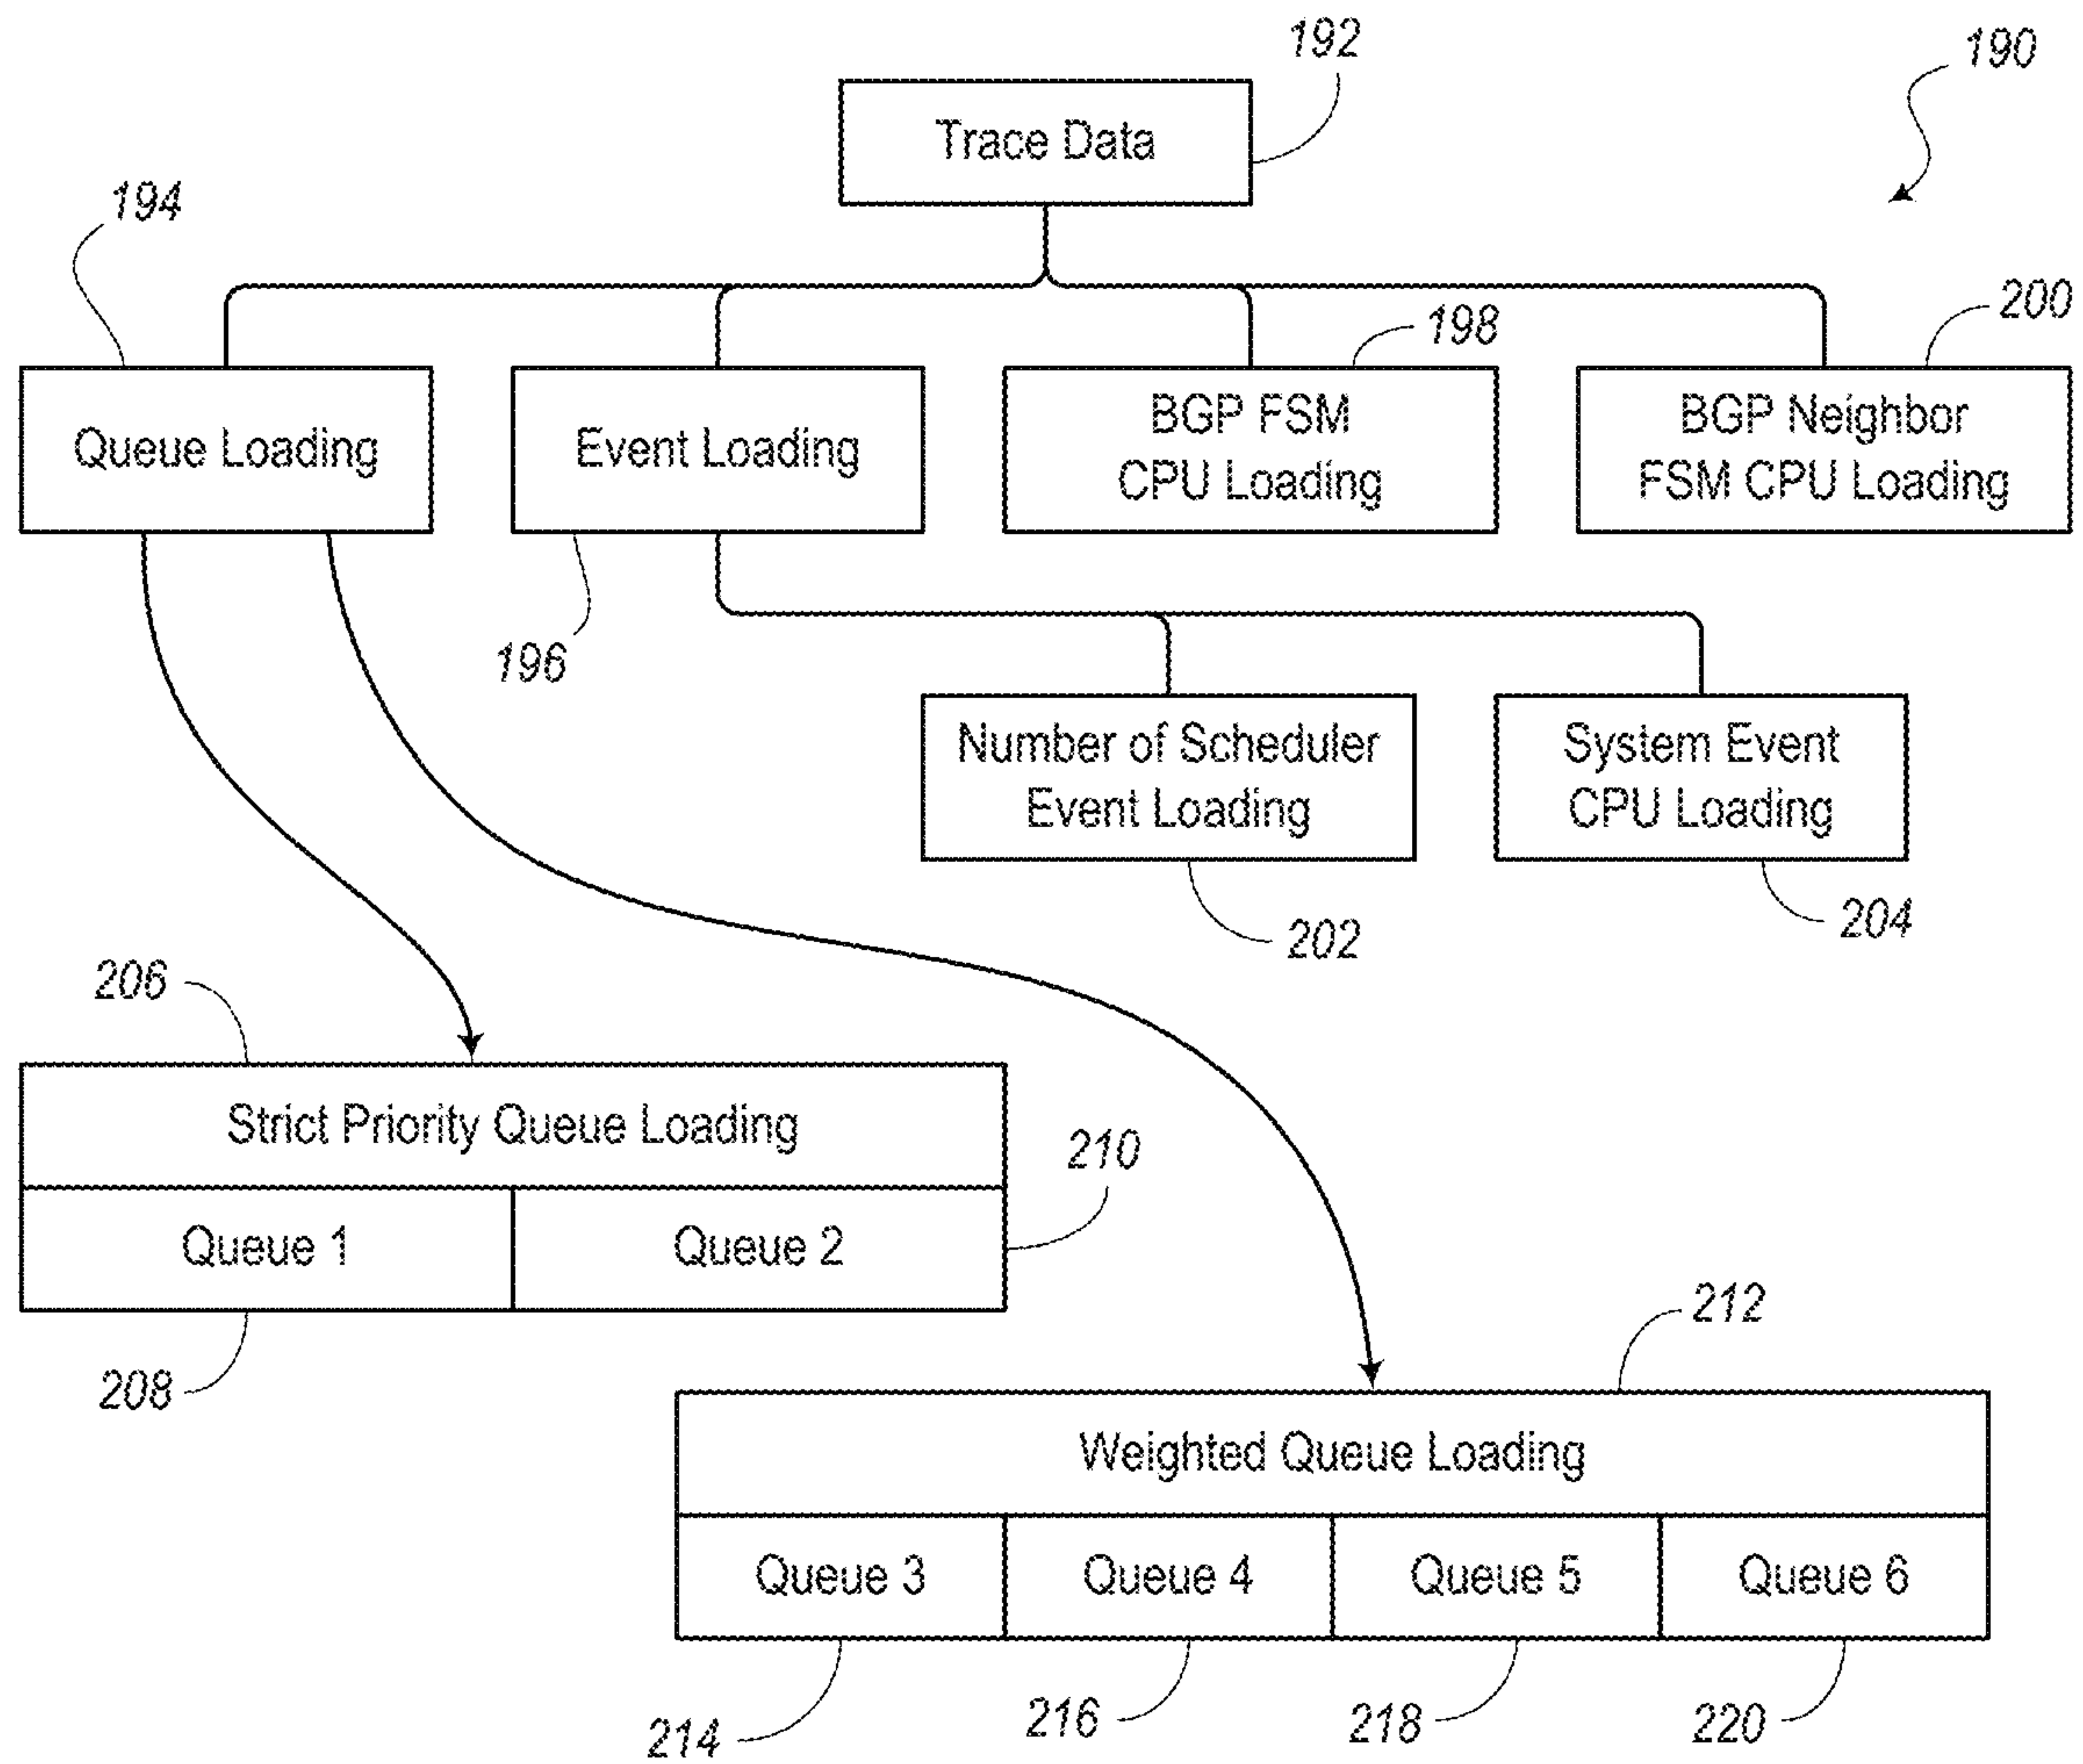 192
190
Trace Data
194
198
200
Queue Loading
Event Loading
BGP FSM
CPU Loading
BGP Neighbor
FSM CPU Loading
196
Number of Scheduler
Event Loading
System Event
CPU Loading
202
204
206
Strict Priority Queue Loading
210
Queue 1
Queue 2
208
212
Weighted Queue Loading
Queue 3
Queue 4
Queue 5
Queue 6
214
216
218
220